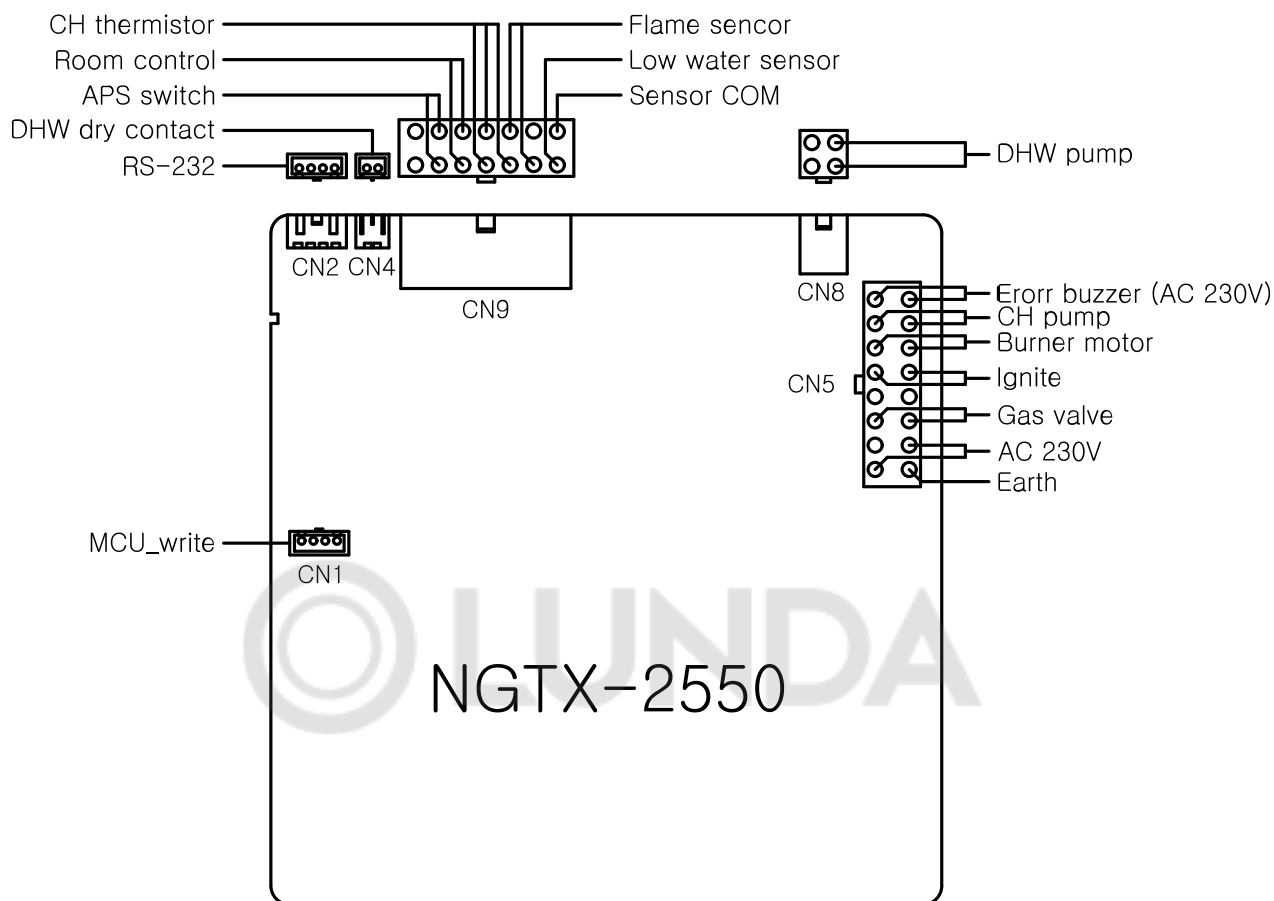 CH thermistor
Room control
APS switch
DHW dry contact
RS-232
Flame sencor
Low water sensor
Sensor COM
DHW pump
CN2
CN4
CN9
CN8
CN5
Erorr buzzer (AC 230V)
CH pump
Burner motor
Ignite
Gas valve
AC 230V
Earth
MCU_write
CN1
LUNDA
NGTX-2550